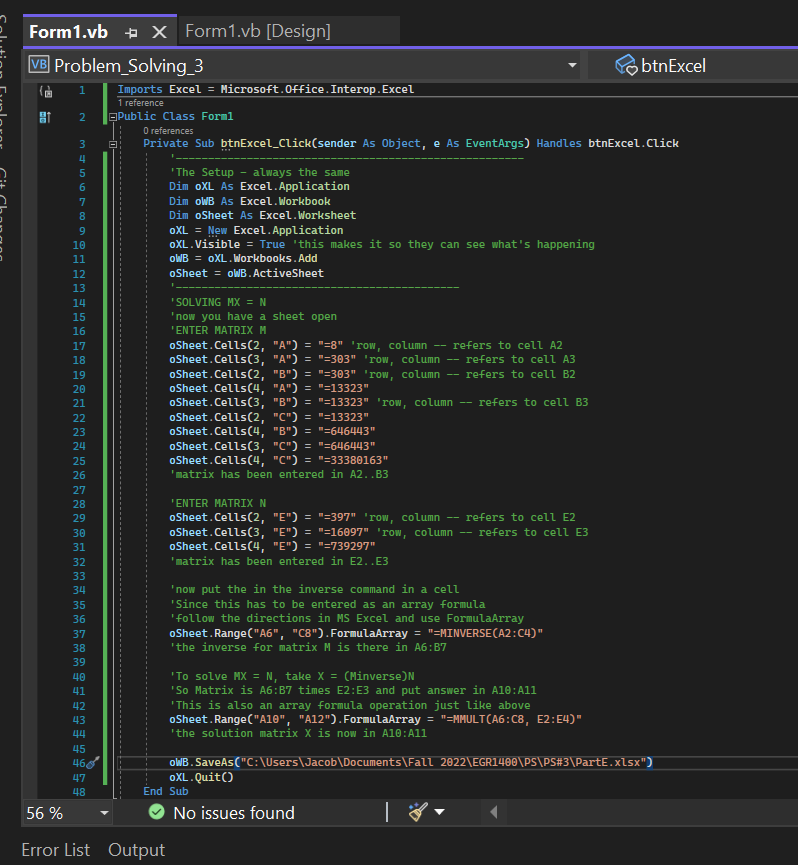 Form1.vb
Form1.vb [Design]
Solution Explorer
Git Changes
VB Problem_Solving_3
btnExcel
1 Imports Excel = Microsoft.Office.Interop.Excel
1 reference
2 Public Class Form1
0 references
3 Private Sub btnExcel_Click(sender As Object, e As EventArgs) Handles btnExcel.Click
4 '------------------------------------------------------
5 'The Setup - always the same
6 Dim oXL As Excel.Application
7 Dim oWB As Excel.Workbook
8 Dim oSheet As Excel.Worksheet
9 oXL = New Excel.Application
10 oXL.Visible = True 'this makes it so they can see what's happening
11 oWB = oXL.Workbooks.Add
12 oSheet = oWB.ActiveSheet
13 '--------------------------------------------
14 'SOLVING MX = N
15 'now you have a sheet open
16 'ENTER MATRIX M
17 oSheet.Cells(2, "A") = "=8" 'row, column -- refers to cell A2
18 oSheet.Cells(3, "A") = "=303" 'row, column -- refers to cell A3
19 oSheet.Cells(2, "B") = "=303" 'row, column -- refers to cell B2
20 oSheet.Cells(4, "A") = "=13323"
21 oSheet.Cells(3, "B") = "=13323" 'row, column -- refers to cell B3
22 oSheet.Cells(2, "C") = "=13323"
23 oSheet.Cells(4, "B") = "=646443"
24 oSheet.Cells(3, "C") = "=646443"
25 oSheet.Cells(4, "C") = "=33380163"
26 'matrix has been entered in A2..B3
27
28 'ENTER MATRIX N
29 oSheet.Cells(2, "E") = "=397" 'row, column -- refers to cell E2
30 oSheet.Cells(3, "E") = "=16097" 'row, column -- refers to cell E3
31 oSheet.Cells(4, "E") = "=739297"
32 'matrix has been entered in E2..E3
33
34 'now put the in the inverse command in a cell
35 'Since this has to be entered as an array formula
36 'follow the directions in MS Excel and use FormulaArray
37 oSheet.Range("A6", "C8").FormulaArray = "=MINVERSE(A2:C4)"
38 'the inverse for matrix M is there in A6:B7
39
40 'To solve MX = N, take X = (Minverse)N
41 'So Matrix is A6:B7 times E2:E3 and put answer in A10:A11
42 'This is also an array formula operation just like above
43 oSheet.Range("A10", "A12").FormulaArray = "=MMULT(A6:C8, E2:E4)"
44 'the solution matrix X is now in A10:A11
45
46 oWB.SaveAs("C:\Users\Jacob\Documents\Fall 2022\EGR1400\PS\PS#3\PartE.xlsx")
47 oXL.Quit()
48 End Sub
56 %
No issues found
Error List
Output